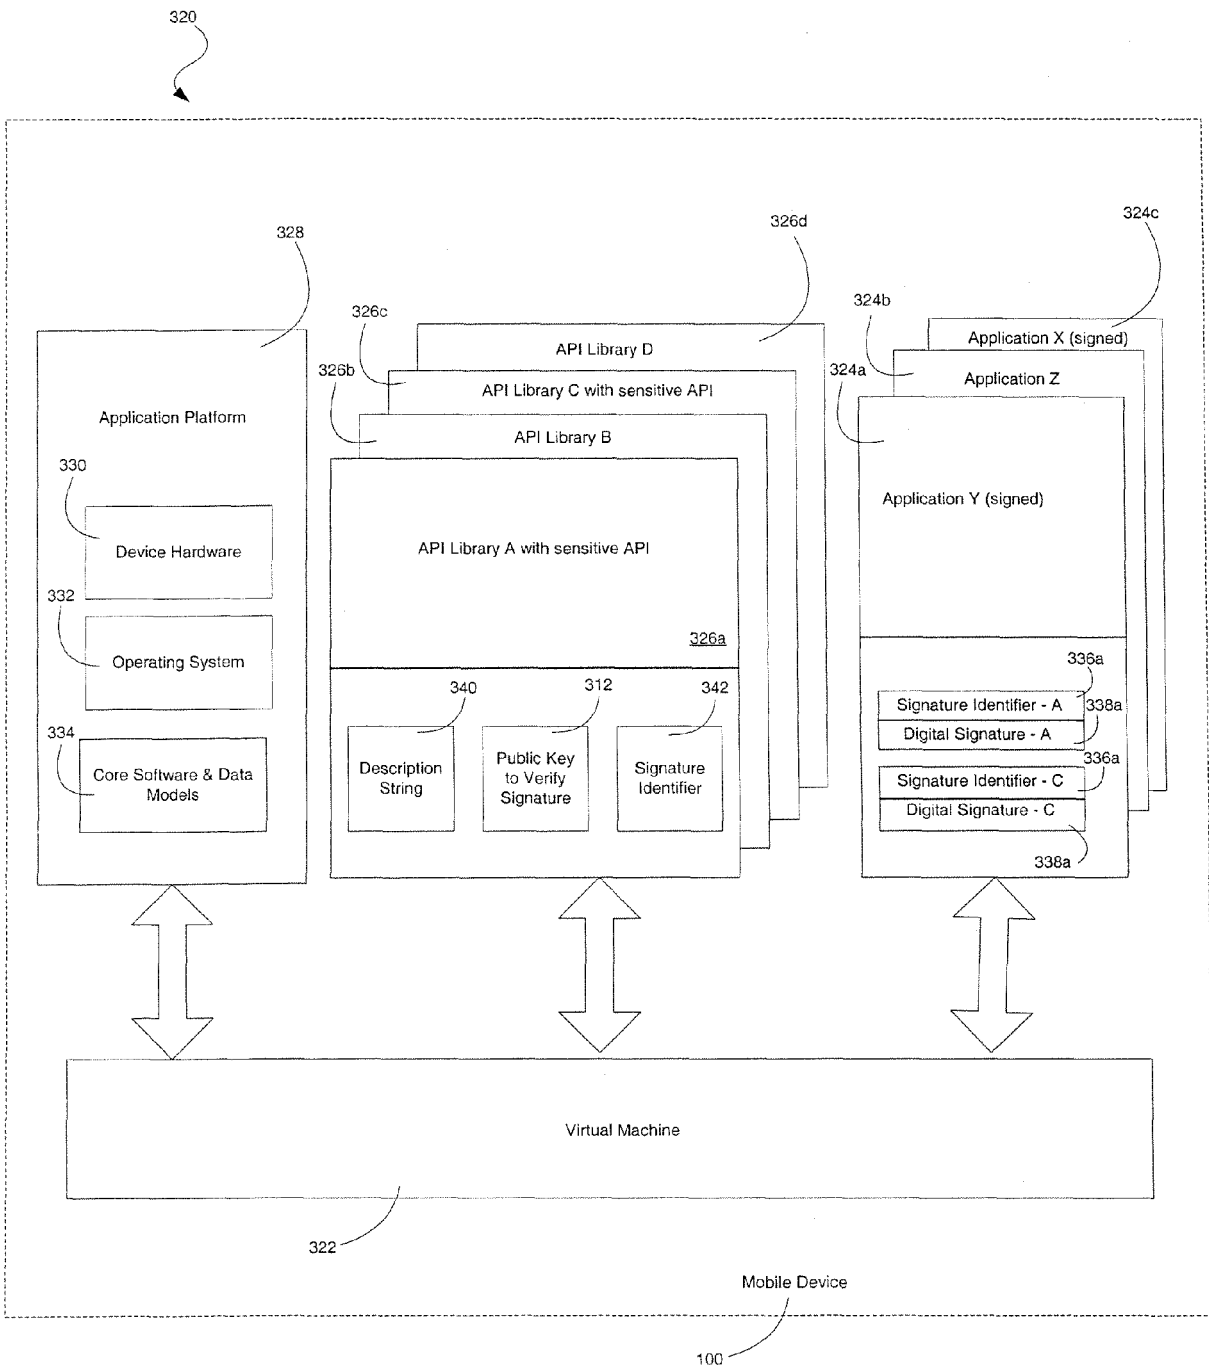 320
328
326d
324c
326c
324b
326b
324a
API Library D
Application X (signed)
API Library C with sensitive API
Application Z
API Library B
Application Platform
330
Device Hardware
332
Operating System
334
Core Software & Data
Models
API Library A with sensitive API
326a
340
312
342
Description
String
Public Key
to Verify
Signature
Signature
Identifier
Application Y (signed)
336a
Signature Identifier - A
338a
Digital Signature - A
336a
Signature Identifier - C
Digital Signature - C
338a
Virtual Machine
322
Mobile Device
100